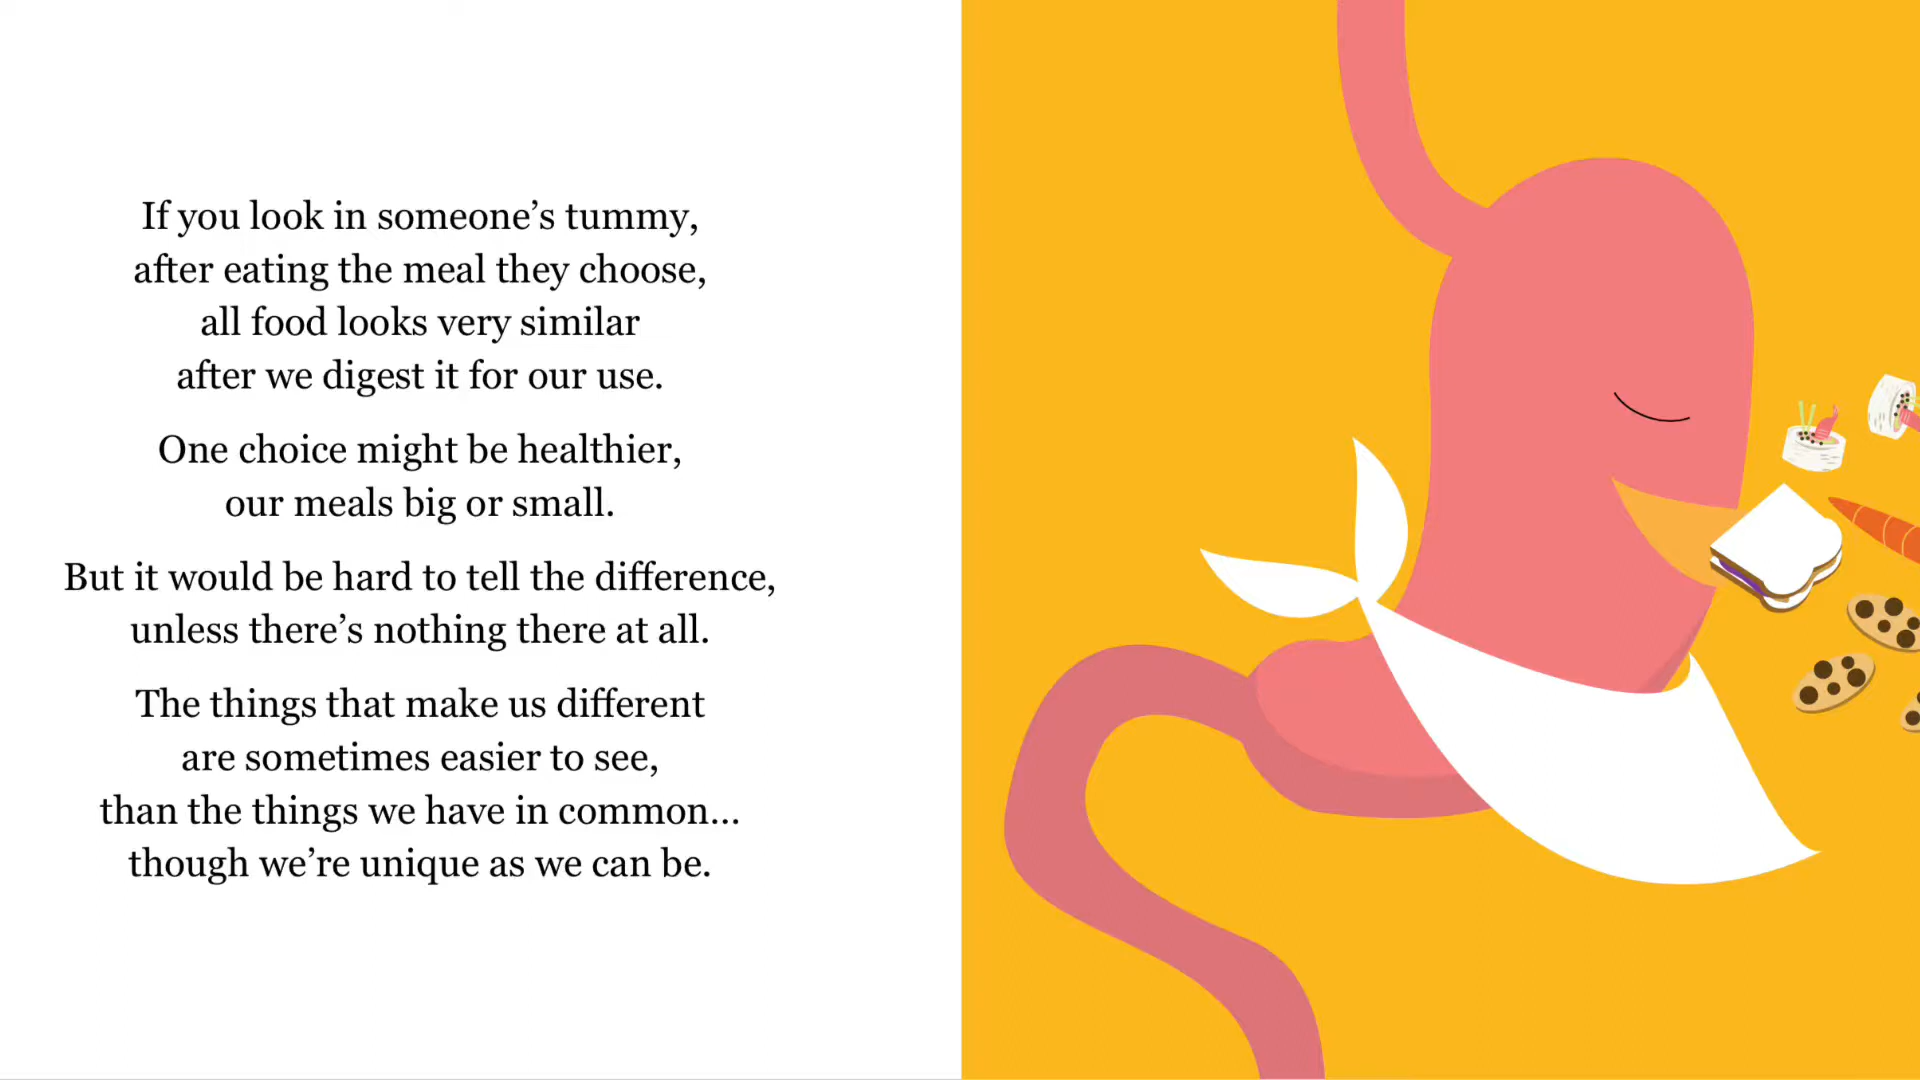 If you look in someone’s tummy,
after eating the meal they choose,
all food looks very similar
after we digest it for our use.
One choice might be healthier,
our meals big or small.
But it would be hard to tell the difference,
unless there’s nothing there at all.
The things that make us different
are sometimes easier to see,
than the things we have in common...
though we’re unique as we can be.